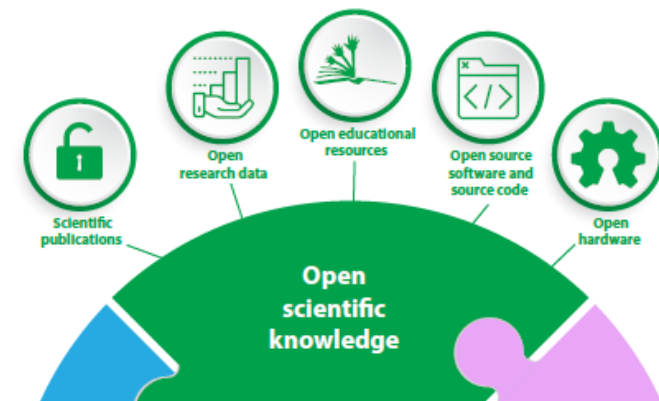 Scientific
publications
Open
research data
Open educational
resources
Open source
software and
source code
Open
hardware
Open
scientific
knowledge